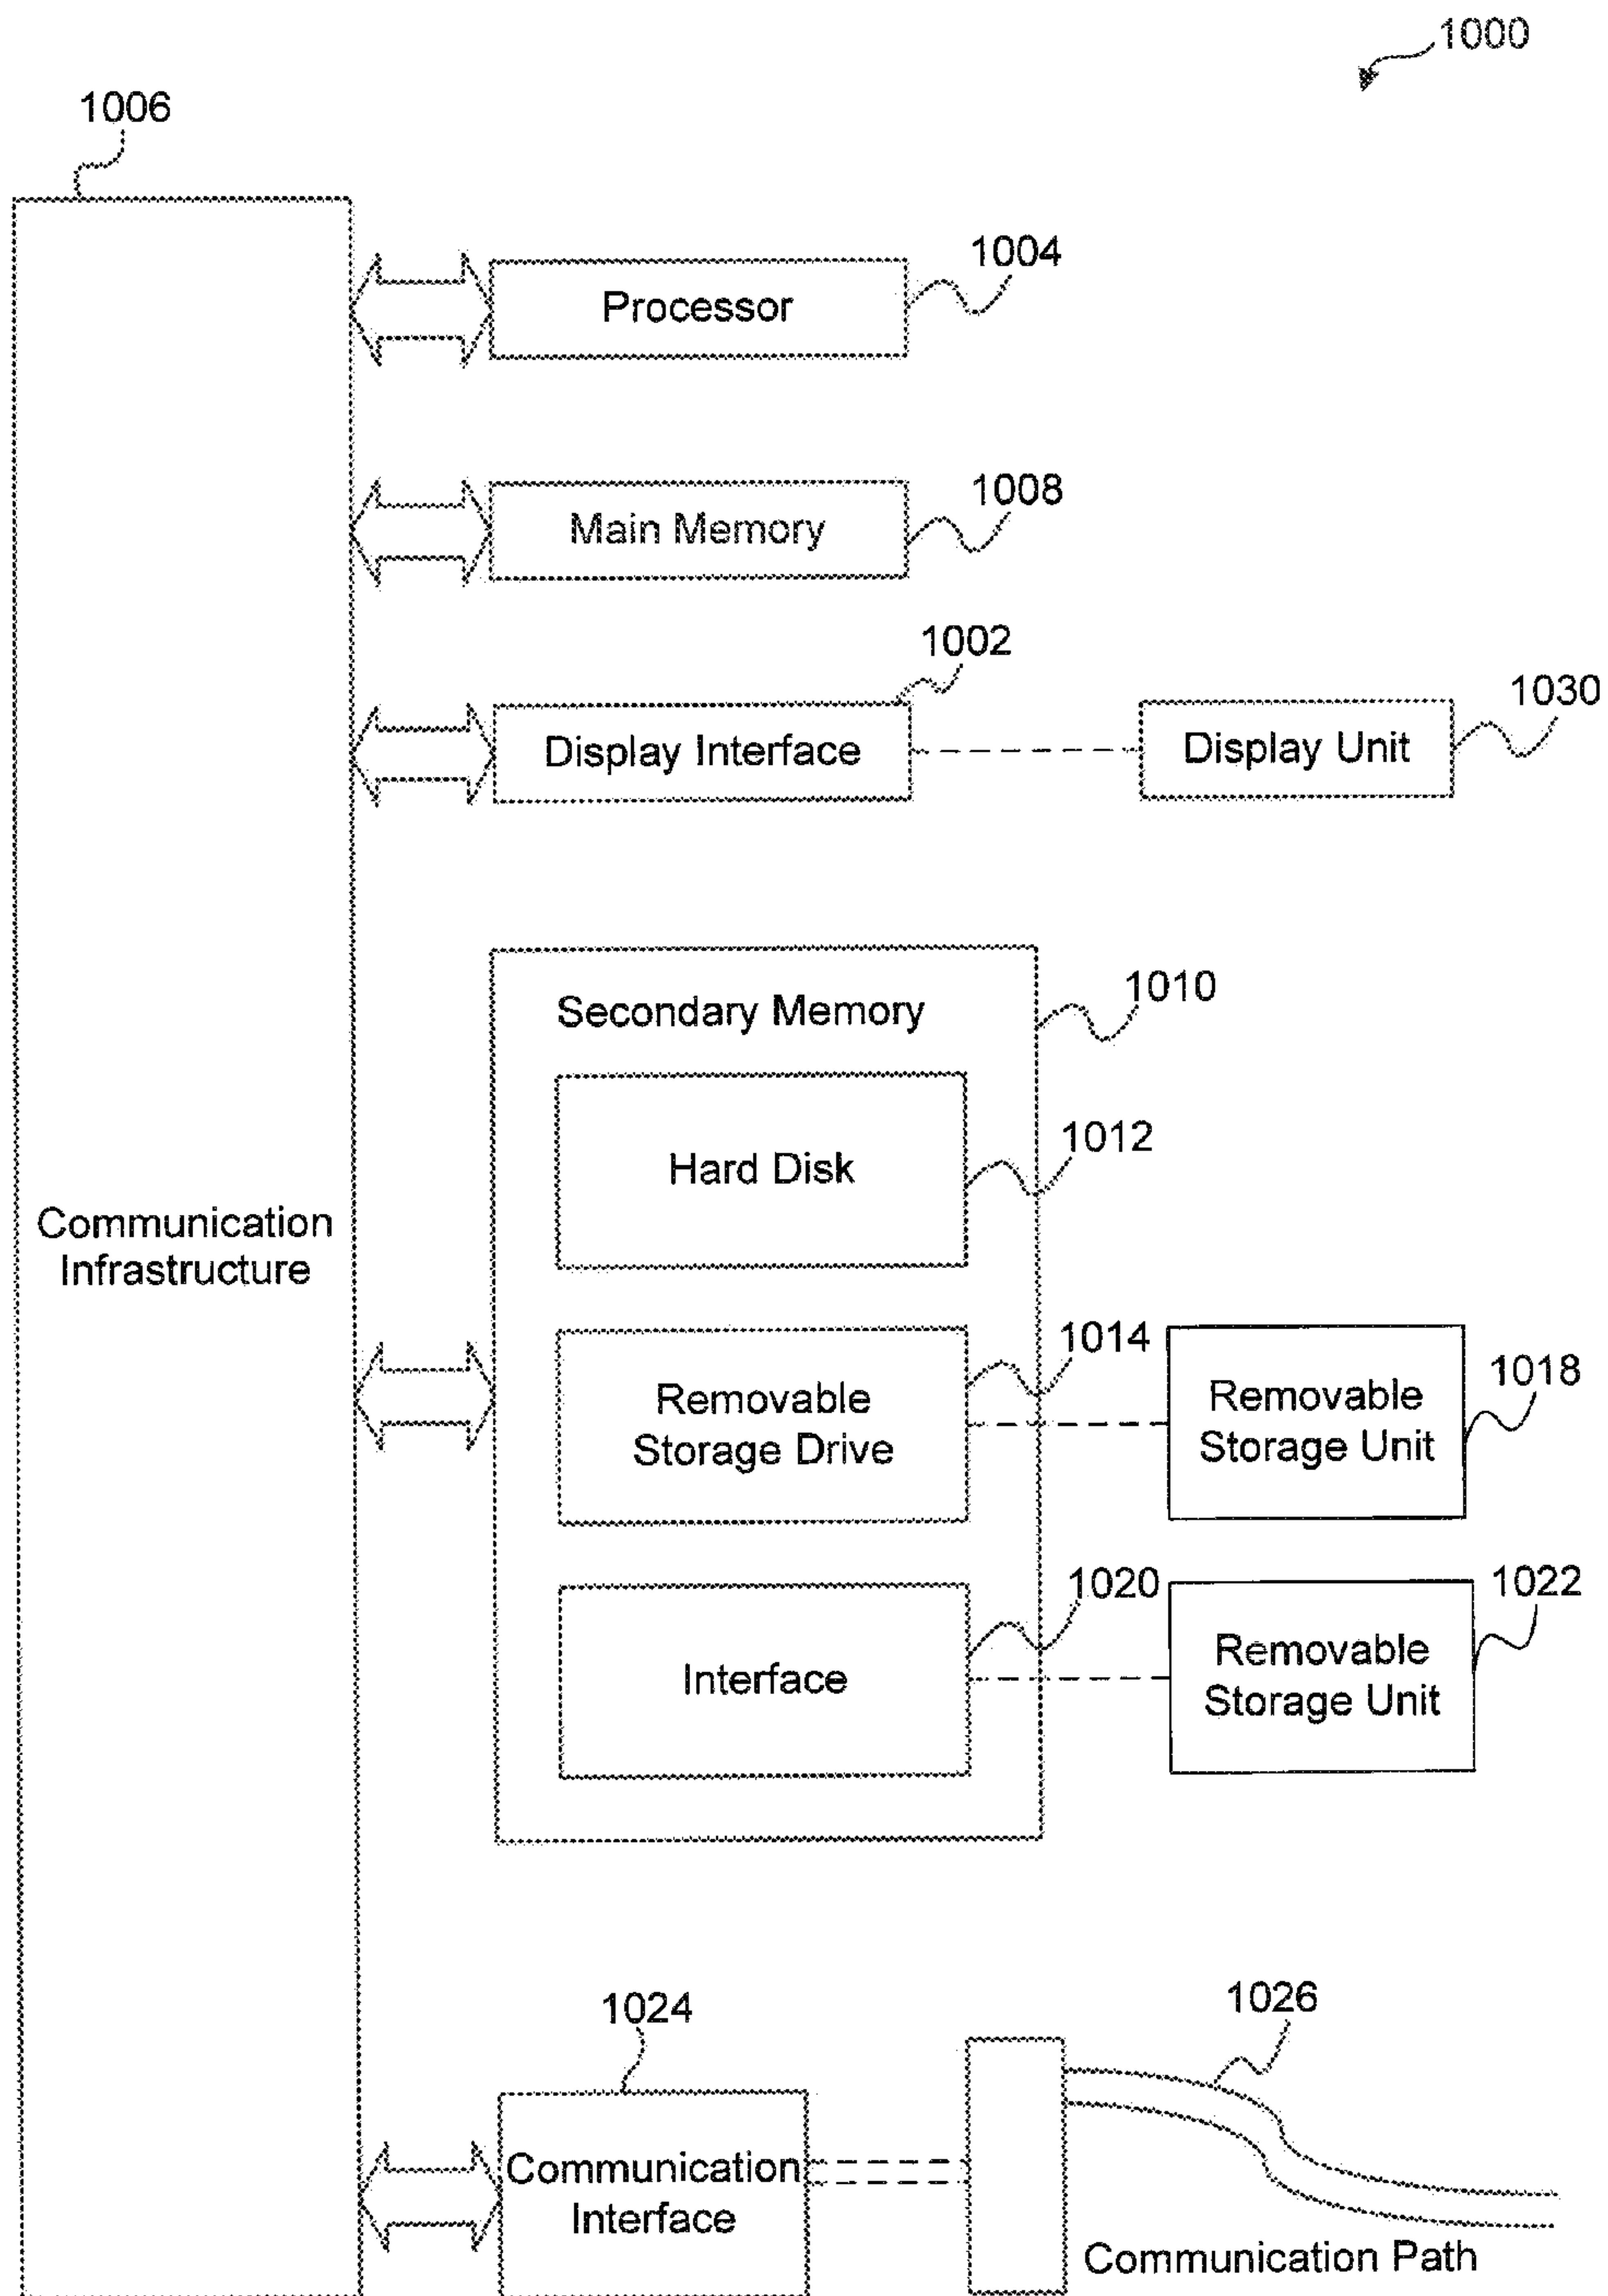 1000
1006
1004
Processor
1008
Main Memory
1002
1030
Display Interface
Display Unit
1010
Secondary Memory
1012
Hard Disk
Communication
Infrastructure
1014
1018
Removable
Storage Drive
Removable
Storage Unit
1020
1022
Interface
Removable
Storage Unit
1024
1026
Communication
Interface
Communication Path